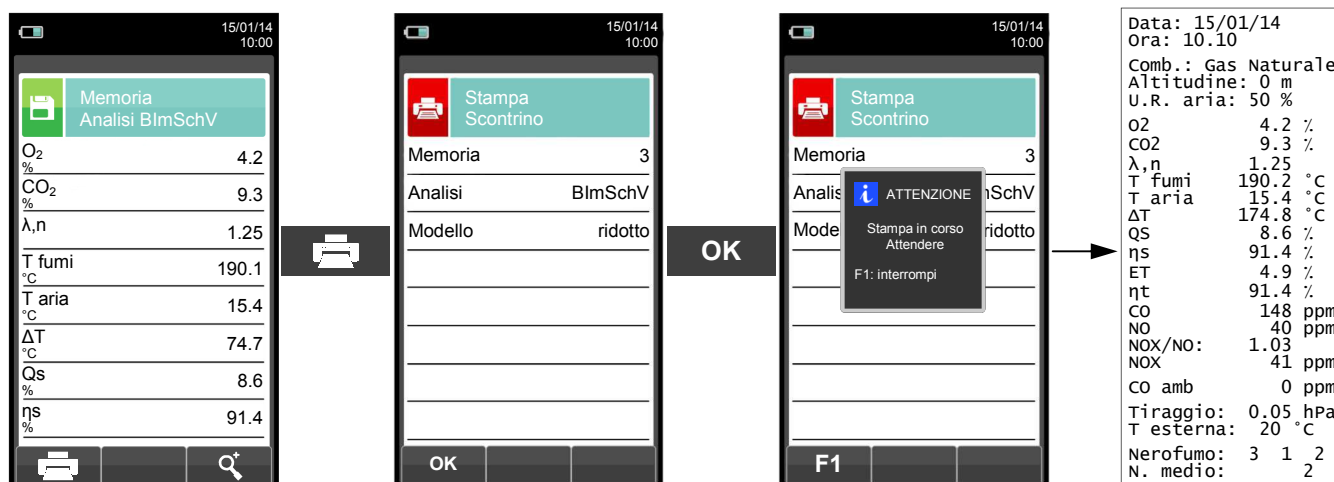 15/01/14
10:00
Memoria
Analisi BImSchV
O2
%
4.2
CO2
%
9.3
λ,n
1.25
T fumi
°C
190.1
T aria
°C
15.4
ΔT
°C
74.7
Qs
%
8.6
ηs
%
91.4
15/01/14
10:00
Stampa
Scontrino
Memoria 3
Analisi BImSchV
Modello ridotto
OK
OK
15/01/14
10:00
Stampa
Scontrino
Memoria 3
Analis
nSchV
Mode
ridotto
i ATTENZIONE
Stampa in corso
Attendere
F1: interrompi
F1
Data: 15/01/14
Ora: 10.10
Comb.: Gas Naturale
Altitudine: 0 m
U.R. aria: 50 %
O2 4.2 %
CO2 9.3 %
λ,n 1.25
T fumi 190.2 °C
T aria 15.4 °C
ΔT 174.8 °C
QS 8.6 %
ηs 91.4 %
ET 4.9 %
ηt 91.4 %
CO 148 ppm
NO 40 ppm
NOX/NO: 1.03
NOX 41 ppm
CO amb 0 ppm
Tiraggio: 0.05 hPa
T esterna: 20 °C
Nerofumo: 3 1 2
N. medio: 2